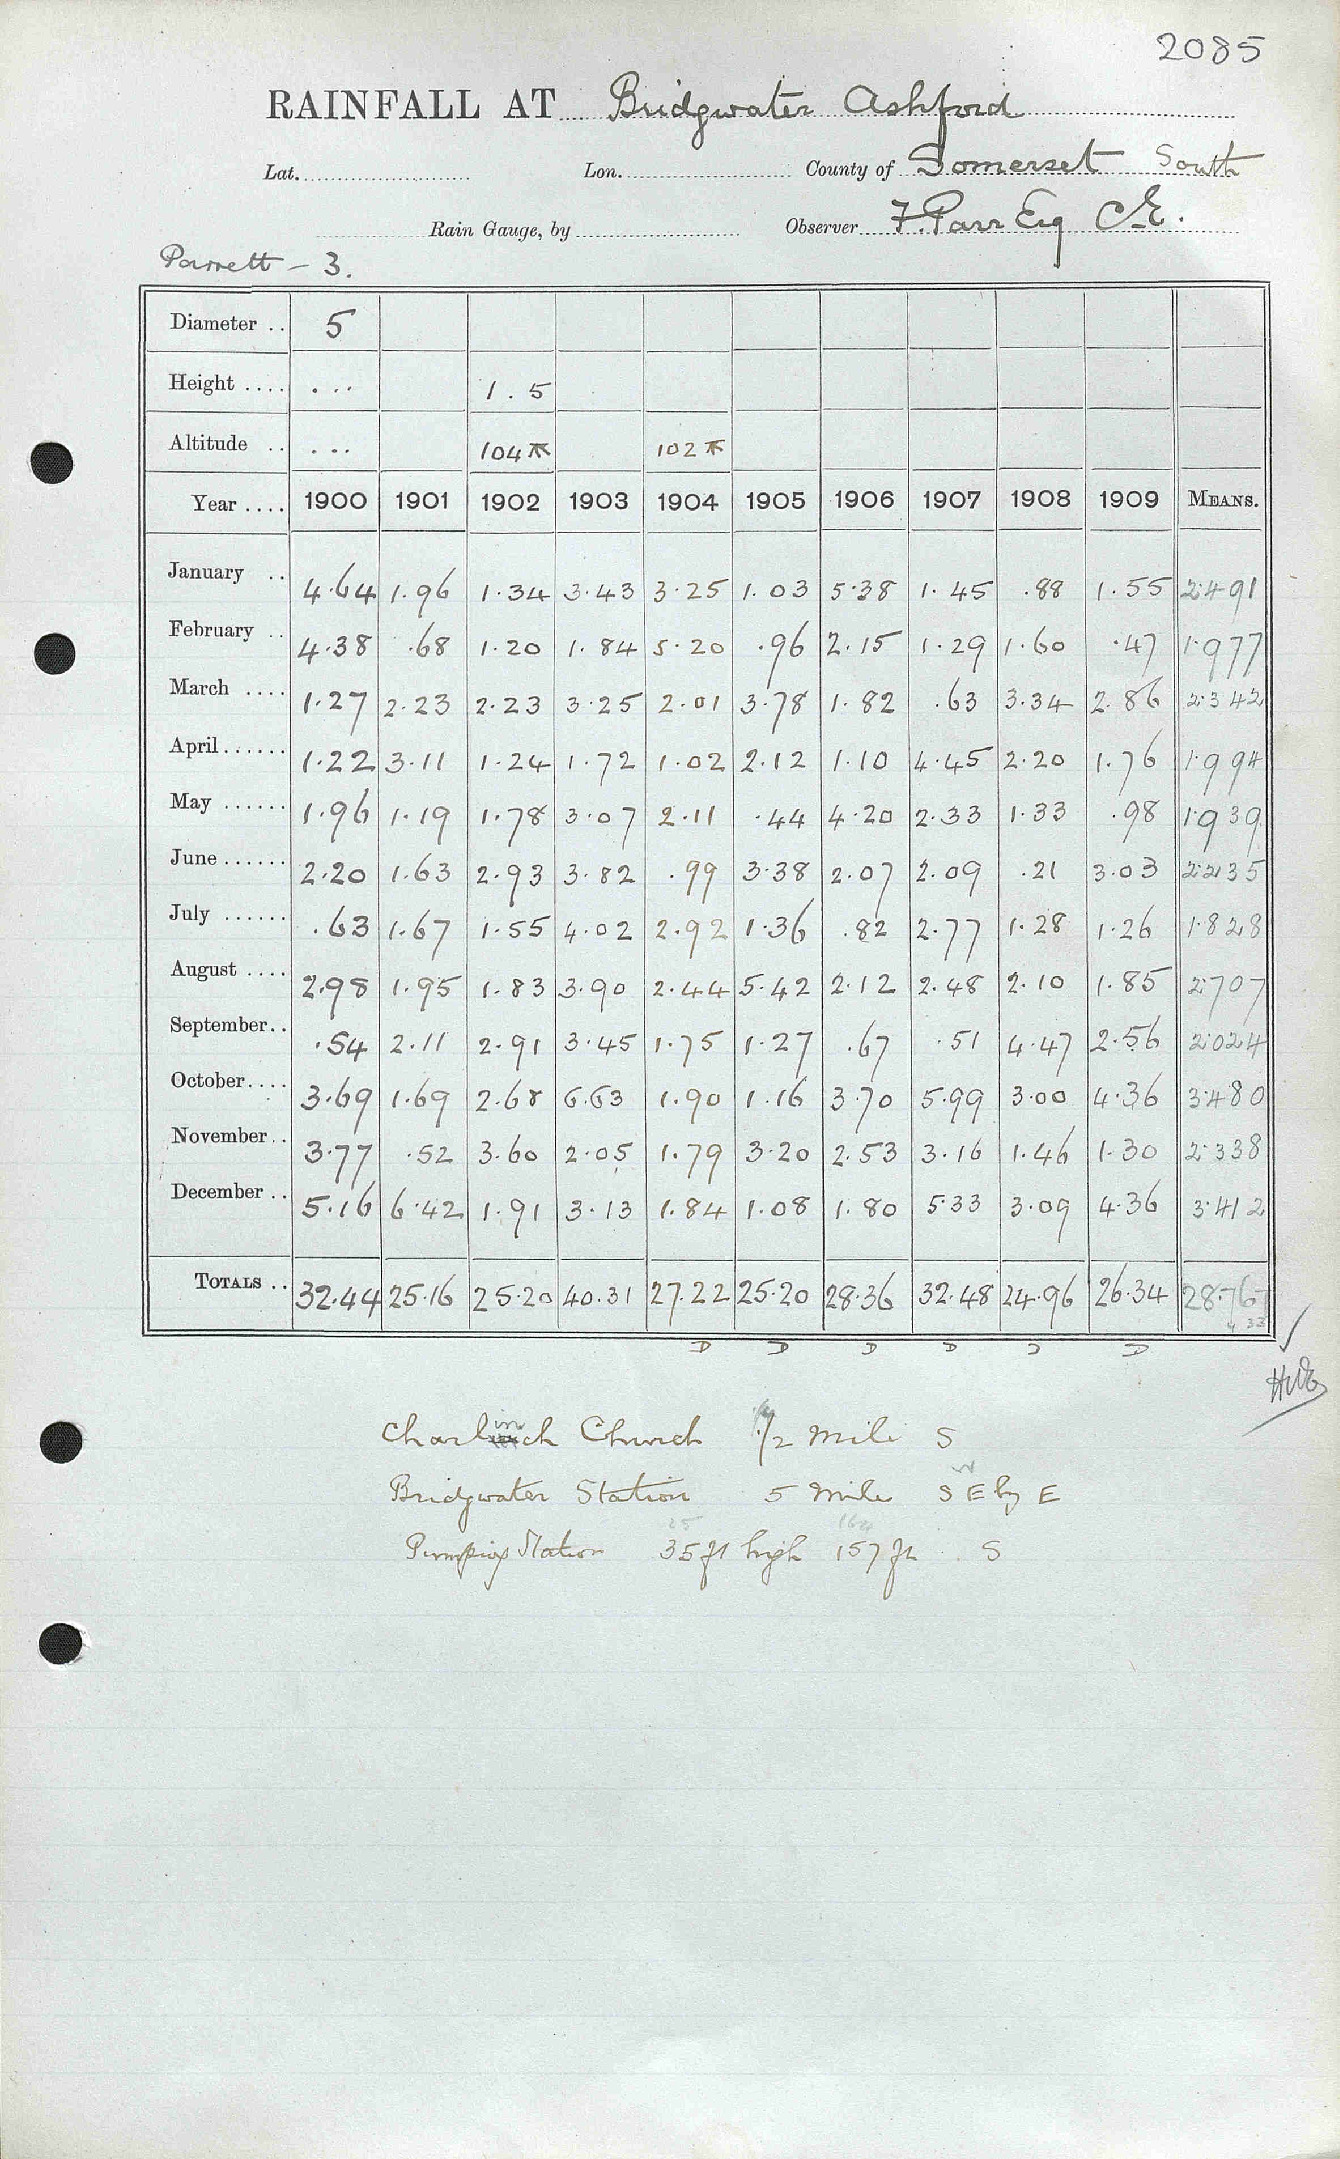 2085
RAINFALL AT Bridgwater Ashford
Lat. Lon. County of Somerset South
Rain Gauge, by Observer F. Parr Esq C.E.
Parrett - 3.
Diameter .. 5
Height .... ... 1.5
Altitude .. ... 104 102
Year .... 1900 1901 1902 1903 1904 1905 1906 1907 1908 1909 MEANS.
January .. 4.64 1.96 1.34 3.43 3.25 1.03 5.38 1.45 .88 1.55 2.491
February .. 4.38 .68 1.20 1.84 5.20 .96 2.15 1.29 1.60 .47 1.977
March .... 1.27 2.23 2.23 3.25 2.01 3.78 1.82 .63 3.34 2.86 2.342
April ...... 1.22 3.11 1.24 1.72 1.02 2.12 1.10 4.45 2.20 1.76 1.994
May ...... 1.96 1.19 1.78 3.07 2.11 .44 4.20 2.33 1.33 .98 1.939
June ...... 2.20 1.63 2.93 3.82 .99 3.38 2.07 2.09 .21 3.03 2.235
July ...... .63 1.67 1.55 4.02 2.92 1.36 .82 2.77 1.28 1.26 1.828
August .... 2.98 1.95 1.83 3.90 2.44 5.42 2.12 2.48 2.10 1.85 2.707
September.. .54 2.11 2.91 3.45 1.75 1.27 .67 .51 4.47 2.56 2.024
October.... 3.69 1.69 2.68 6.63 1.90 1.16 3.70 5.99 3.00 4.36 3.480
November.. 3.77 .52 3.60 2.05 1.79 3.20 2.53 3.16 1.46 1.30 2.338
December .. 5.16 6.42 1.91 3.13 1.84 1.08 1.80 5.33 3.09 4.36 3.412
TOTALS .. 32.44 25.16 25.20 40.31 27.22 25.20 28.36 32.48 24.96 26.34 28.767
D D D D D D
Charlinch Church 1/2 Mile S
Bridgwater Station 5 Mile S E by E
25 164
Pumping Station 35 ft high 157 ft S